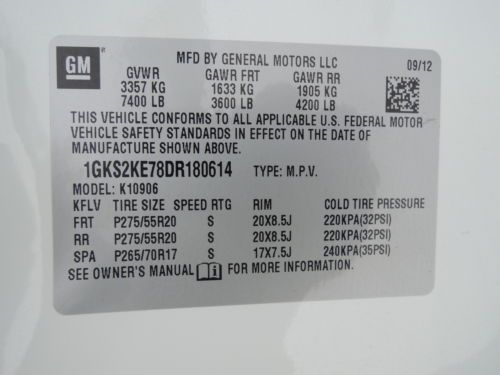 GM
MFD BY GENERAL MOTORS LLC
09/12
GVWR GAWR FRT GAWR RR
3357 KG 1633 KG 1905 KG
7400 LB 3600 LB 4200 LB
THIS VEHICLE CONFORMS TO ALL APPLICABLE U.S. FEDERAL MOTOR
VEHICLE SAFETY STANDARDS IN EFFECT ON THE DATE OF
MANUFACTURE SHOWN ABOVE.
1GKS2KE78DR180614 TYPE: M.P.V.
MODEL: K10906
KFLV TIRE SIZE SPEED RTG RIM COLD TIRE PRESSURE
FRT P275/55R20 S 20X8.5J 220KPA(32PSI)
RR P275/55R20 S 20X8.5J 220KPA(32PSI)
SPA P265/70R17 S 17X7.5J 240KPA(35PSI)
SEE OWNER'S MANUAL FOR MORE INFORMATION.